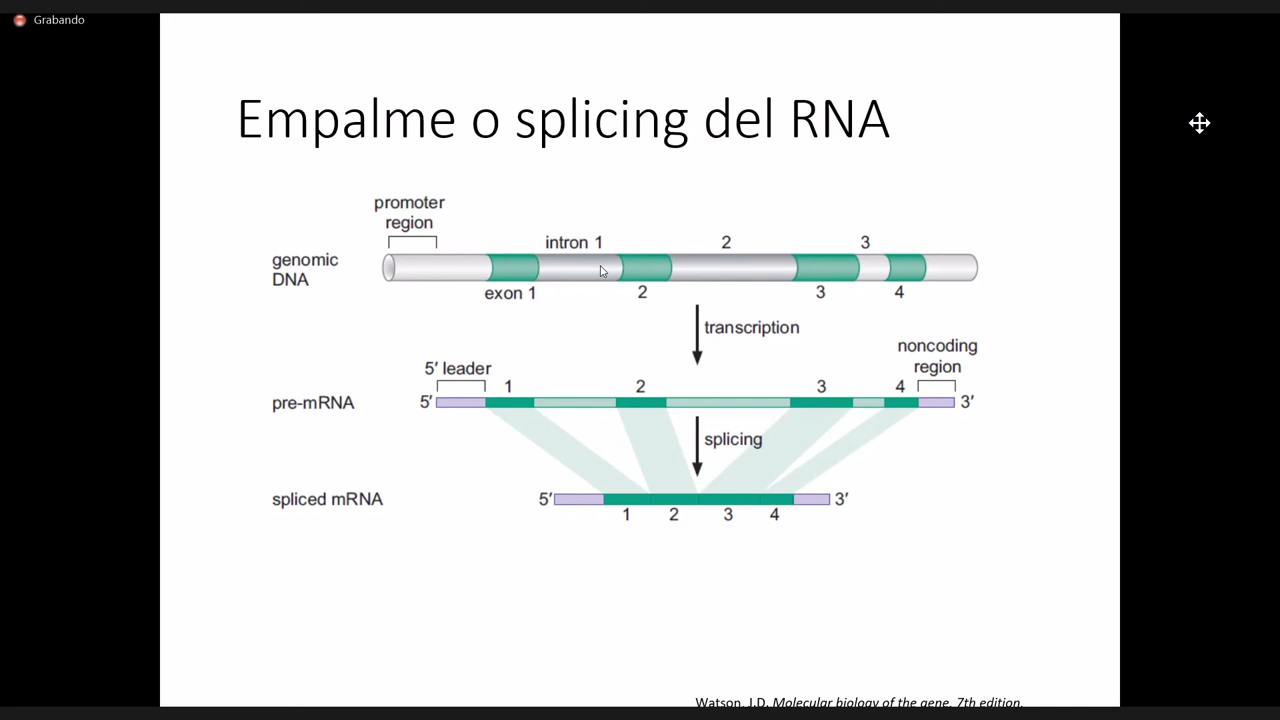 Grabando
Empalme o splicing del RNA
promoter
region
intron 1
2
3
genomic
DNA
exon 1
2
3
4
transcription
noncoding
region
5′ leader
1
2
3
4
pre-mRNA
5′
3′
splicing
spliced mRNA
5′
3′
1
2
3
4
Watson, J.D. Molecular biology of the gene. 7th edition.